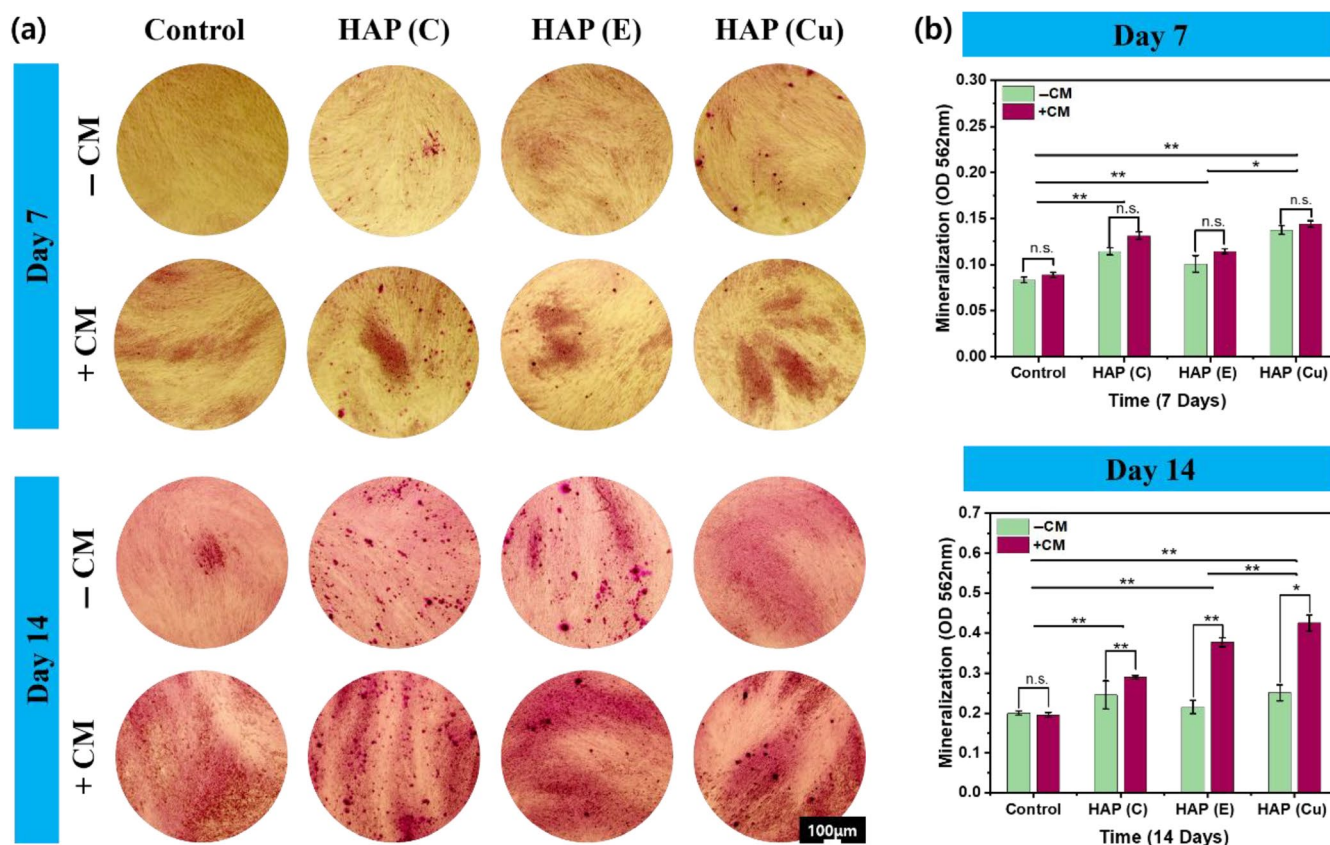 (a)
Control HAP (C) HAP (E) HAP (Cu)
Day 7
– CM
+ CM
Day 14
– CM
+ CM
100μm
(b)
Day 7
Mineralization (OD 562nm)
0.30
0.25
0.20
0.15
0.10
0.05
0.00
–CM
+CM
**
** *
**
n.s. n.s. n.s. n.s.
Control HAP (C) HAP (E) HAP (Cu)
Time (7 Days)
Day 14
Mineralization (OD 562nm)
0.7
0.6
0.5
0.4
0.3
0.2
0.1
0.0
–CM
+CM
**
** **
**
n.s. ** ** *
Control HAP (C) HAP (E) HAP (Cu)
Time (14 Days)